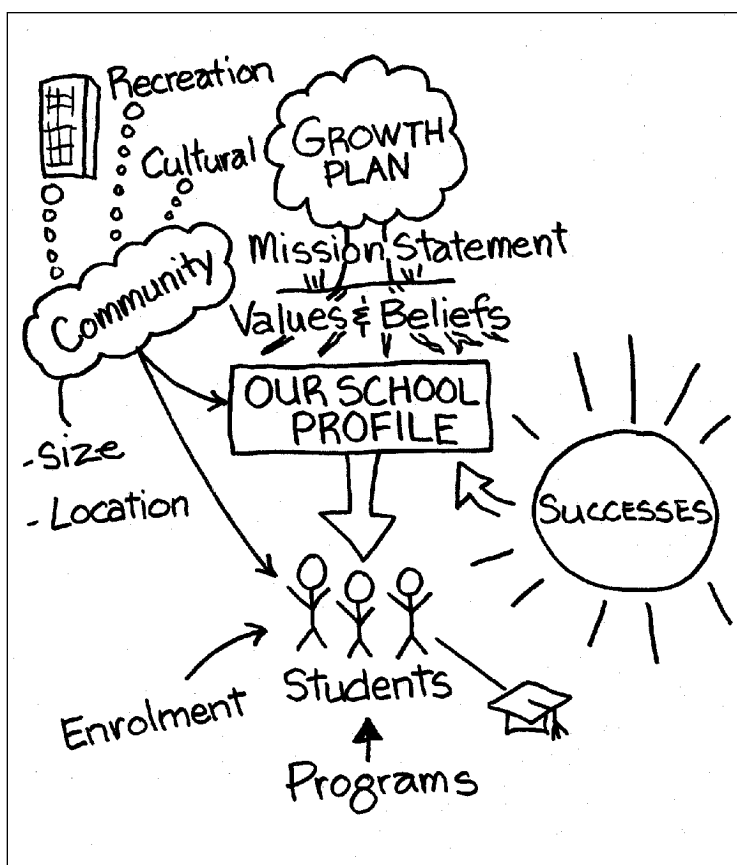 Recreation
Cultural
GROWTH
PLAN
Mission Statement
Community
Values & Beliefs
OUR SCHOOL
PROFILE
- Size
- Location
SUCCESSES
Students
Enrolment
Programs